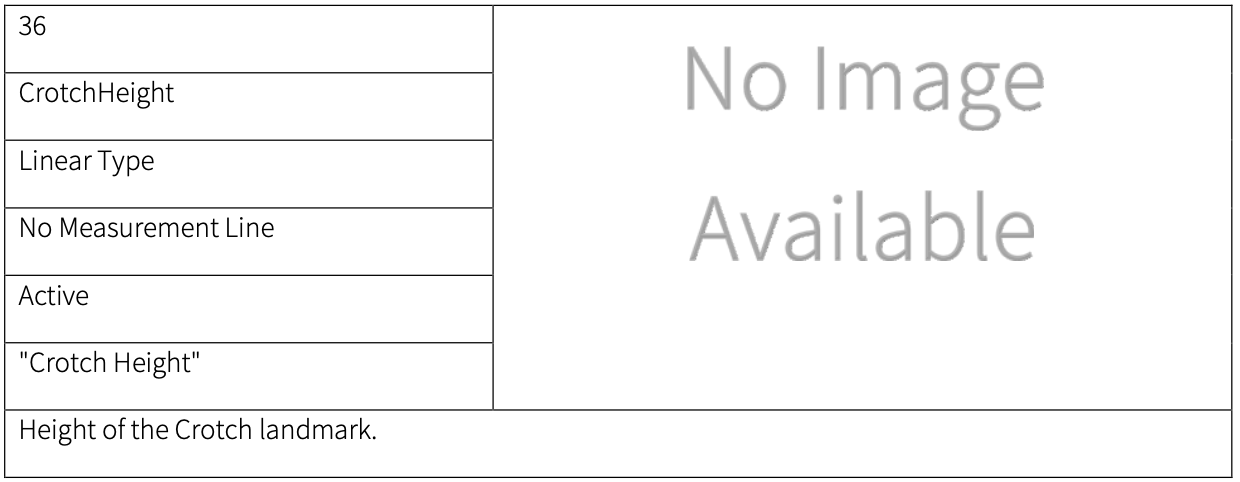 36
CrotchHeight
Linear Type
No Measurement Line
Active
"Crotch Height"
No Image
Available
Height of the Crotch landmark.